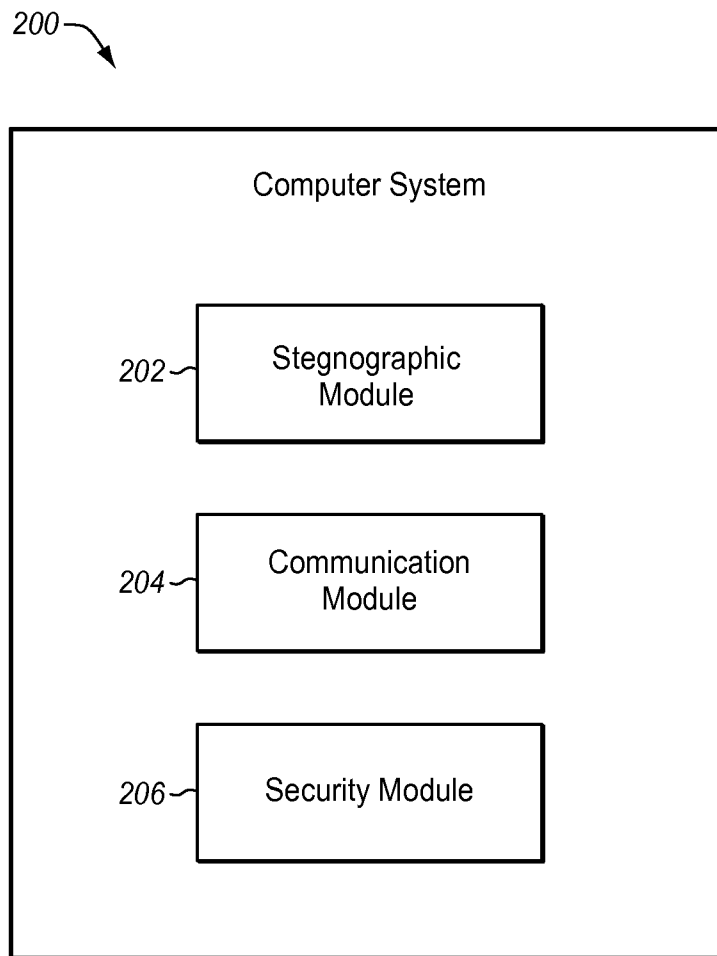 200
Computer System
202
Stegnographic
Module
204
Communication
Module
206
Security Module